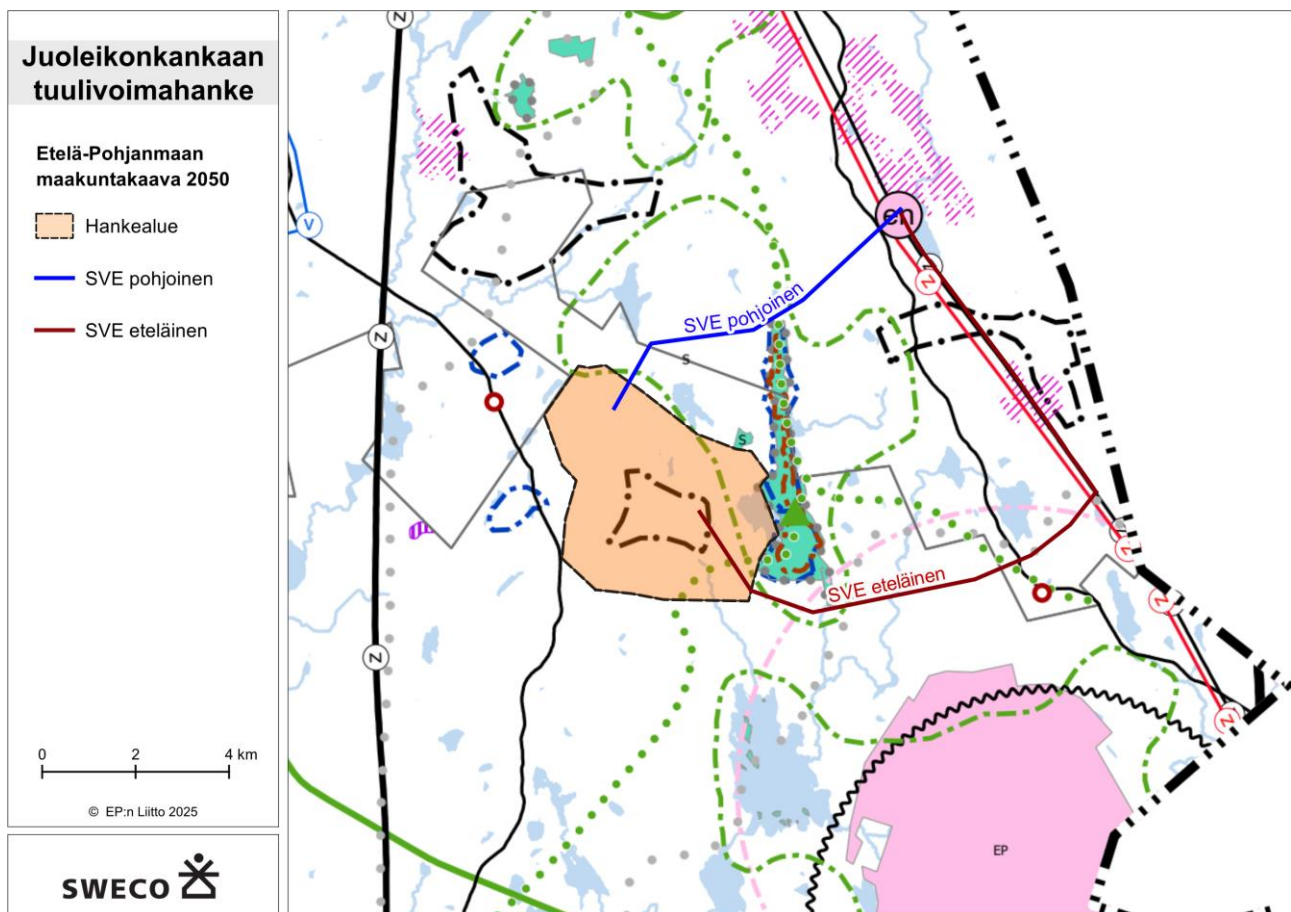 Juoleikonkankaan
tuulivoimahanke
Etelä-Pohjanmaan
maakuntakaava 2050
Hankealue
SVE pohjoinen
SVE eteläinen
0 2 4 km
© EP:n Liitto 2025
SWECO
Z
V
en
Z
SVE pohjoinen
S
Z
S
Z
SVE eteläinen
Z
Z
Z
EP